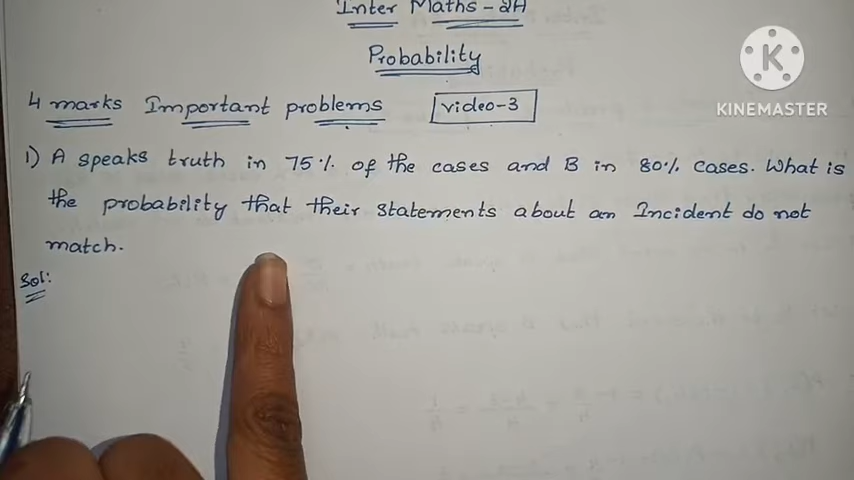 Inter Maths - 2A
Probability
4 marks Important problems video-3
1) A speaks truth in 75% of the cases and B in 80% cases. What is
the probability that their statements about an Incident do not
match.
Sol:
KINEMASTER